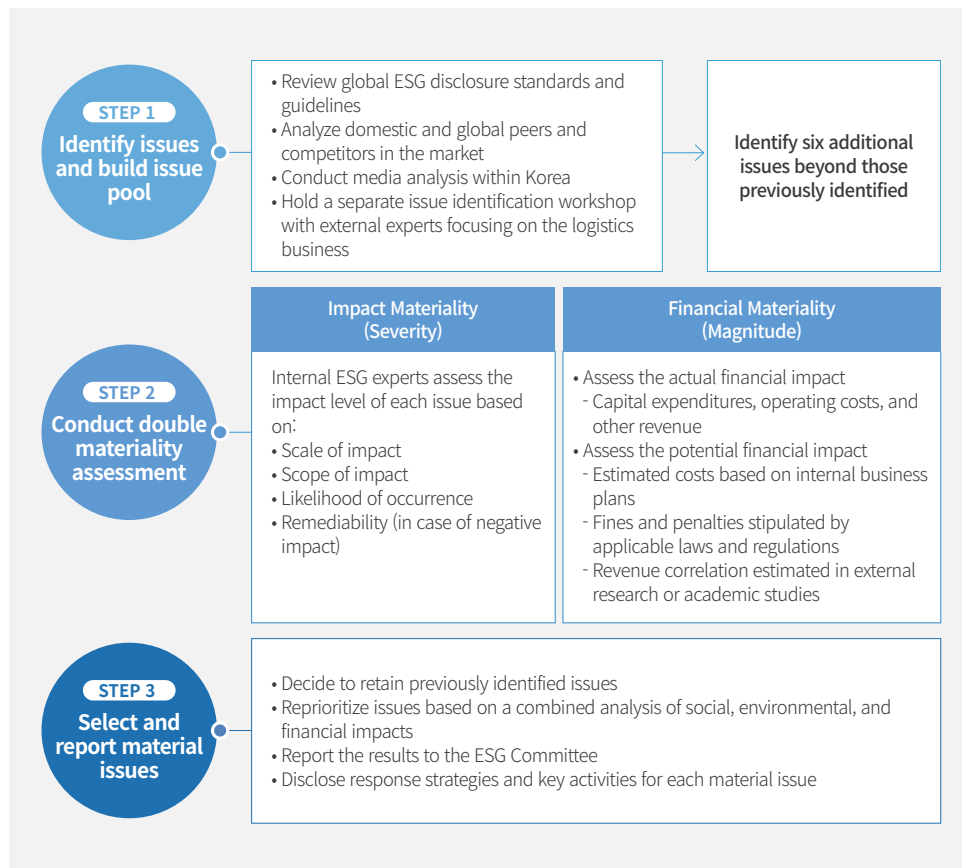 STEP 1
Identify issues
and build issue
pool
• Review global ESG disclosure standards and
guidelines
• Analyze domestic and global peers and
competitors in the market
• Conduct media analysis within Korea
• Hold a separate issue identification workshop
with external experts focusing on the logistics
business
Identify six additional
issues beyond those
previously identified
STEP 2
Conduct double
materiality
assessment
Impact Materiality
(Severity)
Internal ESG experts assess the
impact level of each issue based
on:
• Scale of impact
• Scope of impact
• Likelihood of occurrence
• Remediability (in case of negative
impact)
Financial Materiality
(Magnitude)
• Assess the actual financial impact
- Capital expenditures, operating costs, and
other revenue
• Assess the potential financial impact
- Estimated costs based on internal business
plans
- Fines and penalties stipulated by
applicable laws and regulations
- Revenue correlation estimated in external
research or academic studies
STEP 3
Select and
report material
issues
• Decide to retain previously identified issues
• Reprioritize issues based on a combined analysis of social, environmental, and
financial impacts
• Report the results to the ESG Committee
• Disclose response strategies and key activities for each material issue